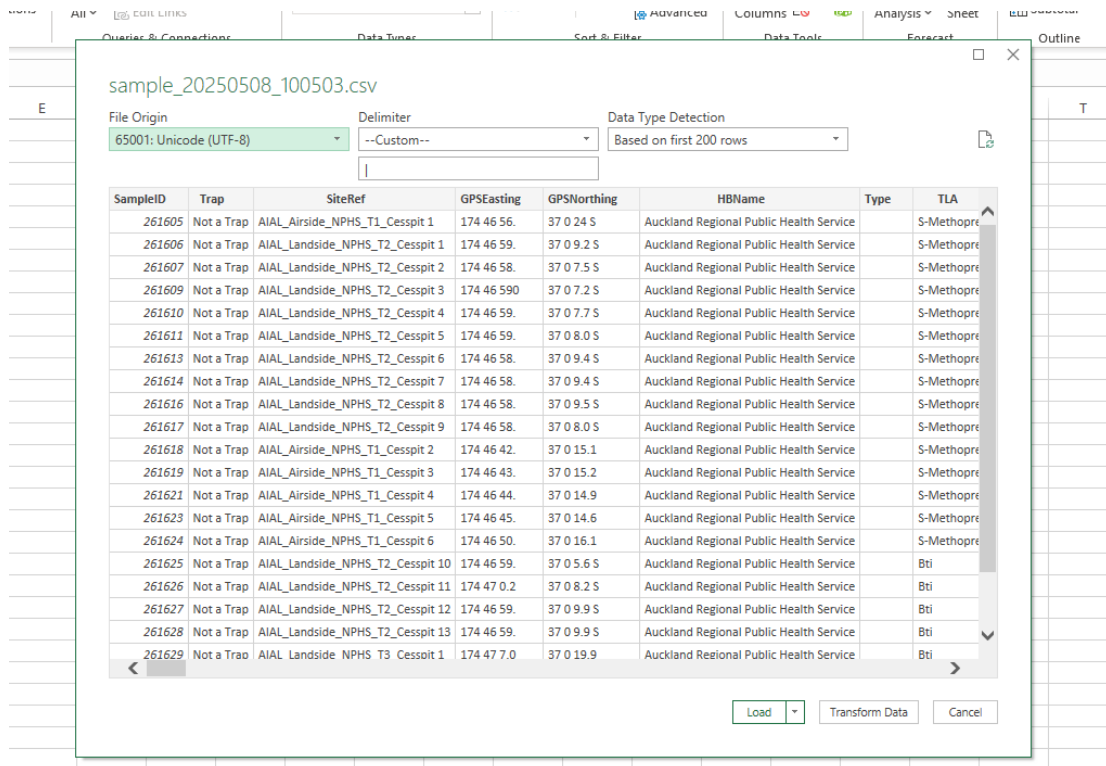 All Edit Links Advanced Columns Analysis Sheet Subtotal
Queries & Connections Data Types Sort & Filter Data Tools Forecast Outline
sample_20250508_100503.csv
E T
File Origin Delimiter Data Type Detection
65001: Unicode (UTF-8) --Custom-- Based on first 200 rows
|
SampleID Trap SiteRef GPSEasting GPSNorthing HBName Type TLA
261605 Not a Trap AIAL_Airside_NPHS_T1_Cesspit 1 174 46 56. 37 0 24 S Auckland Regional Public Health Service S-Methopre
261606 Not a Trap AIAL_Landside_NPHS_T2_Cesspit 1 174 46 59. 37 0 9.2 S Auckland Regional Public Health Service S-Methopre
261607 Not a Trap AIAL_Landside_NPHS_T2_Cesspit 2 174 46 58. 37 0 7.5 S Auckland Regional Public Health Service S-Methopre
261609 Not a Trap AIAL_Landside_NPHS_T2_Cesspit 3 174 46 590 37 0 7.2 S Auckland Regional Public Health Service S-Methopre
261610 Not a Trap AIAL_Landside_NPHS_T2_Cesspit 4 174 46 59. 37 0 7.7 S Auckland Regional Public Health Service S-Methopre
261611 Not a Trap AIAL_Landside_NPHS_T2_Cesspit 5 174 46 59. 37 0 8.0 S Auckland Regional Public Health Service S-Methopre
261613 Not a Trap AIAL_Landside_NPHS_T2_Cesspit 6 174 46 58. 37 0 9.4 S Auckland Regional Public Health Service S-Methopre
261614 Not a Trap AIAL_Landside_NPHS_T2_Cesspit 7 174 46 58. 37 0 9.4 S Auckland Regional Public Health Service S-Methopre
261616 Not a Trap AIAL_Landside_NPHS_T2_Cesspit 8 174 46 58. 37 0 9.5 S Auckland Regional Public Health Service S-Methopre
261617 Not a Trap AIAL_Landside_NPHS_T2_Cesspit 9 174 46 58. 37 0 8.0 S Auckland Regional Public Health Service S-Methopre
261618 Not a Trap AIAL_Airside_NPHS_T1_Cesspit 2 174 46 42. 37 0 15.1 Auckland Regional Public Health Service S-Methopre
261619 Not a Trap AIAL_Airside_NPHS_T1_Cesspit 3 174 46 43. 37 0 15.2 Auckland Regional Public Health Service S-Methopre
261621 Not a Trap AIAL_Airside_NPHS_T1_Cesspit 4 174 46 44. 37 0 14.9 Auckland Regional Public Health Service S-Methopre
261623 Not a Trap AIAL_Airside_NPHS_T1_Cesspit 5 174 46 45. 37 0 14.6 Auckland Regional Public Health Service S-Methopre
261624 Not a Trap AIAL_Airside_NPHS_T1_Cesspit 6 174 46 50. 37 0 16.1 Auckland Regional Public Health Service S-Methopre
261625 Not a Trap AIAL_Landside_NPHS_T2_Cesspit 10 174 46 59. 37 0 5.6 S Auckland Regional Public Health Service Bti
261626 Not a Trap AIAL_Landside_NPHS_T2_Cesspit 11 174 47 0.2 37 0 8.2 S Auckland Regional Public Health Service Bti
261627 Not a Trap AIAL_Landside_NPHS_T2_Cesspit 12 174 46 59. 37 0 9.9 S Auckland Regional Public Health Service Bti
261628 Not a Trap AIAL_Landside_NPHS_T2_Cesspit 13 174 46 59. 37 0 9.9 S Auckland Regional Public Health Service Bti
261629 Not a Trap AIAL_Landside_NPHS_T3_Cesspit 1 174 47 7.0 37 0 19.9 Auckland Regional Public Health Service Bti
Load Transform Data Cancel